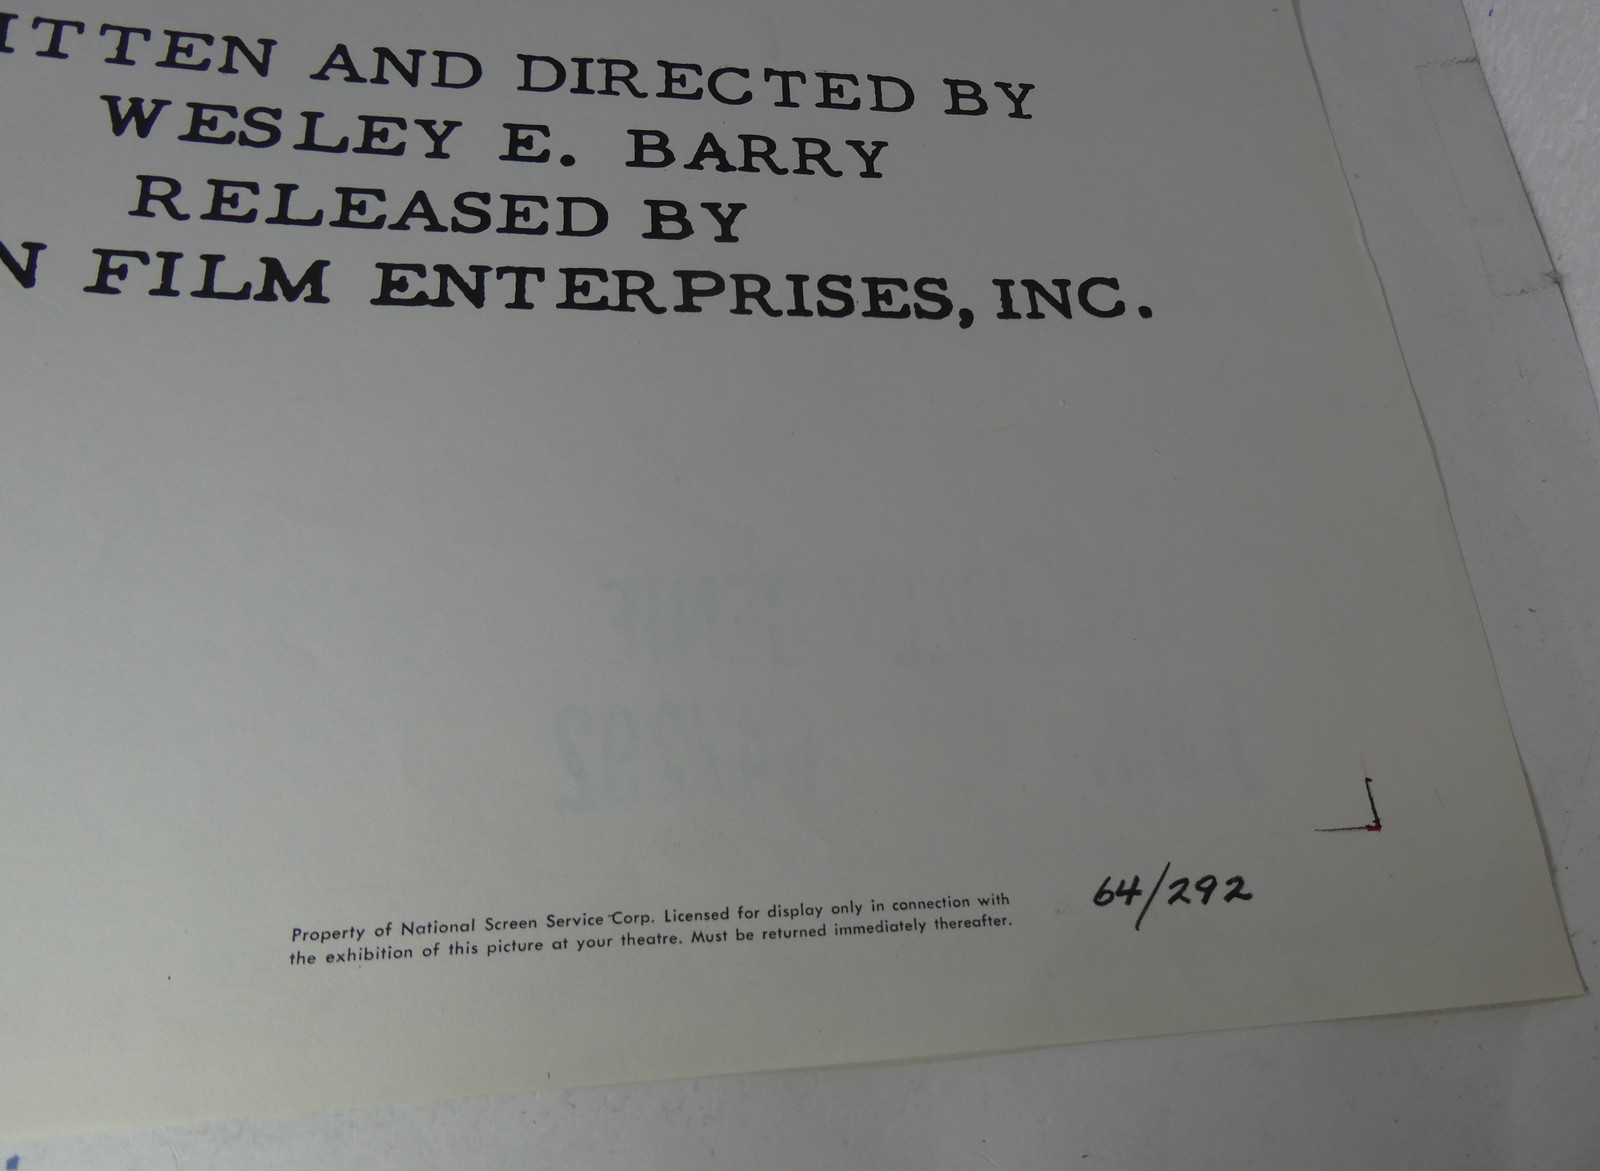 ITTEN AND DIRECTED BY
WESLEY E. BARRY
RELEASED BY
N FILM ENTERPRISES, INC.
64/292
Property of National Screen Service Corp. Licensed for display only in connection with
the exhibition of this picture at your theatre. Must be returned immediately thereafter.
64/292